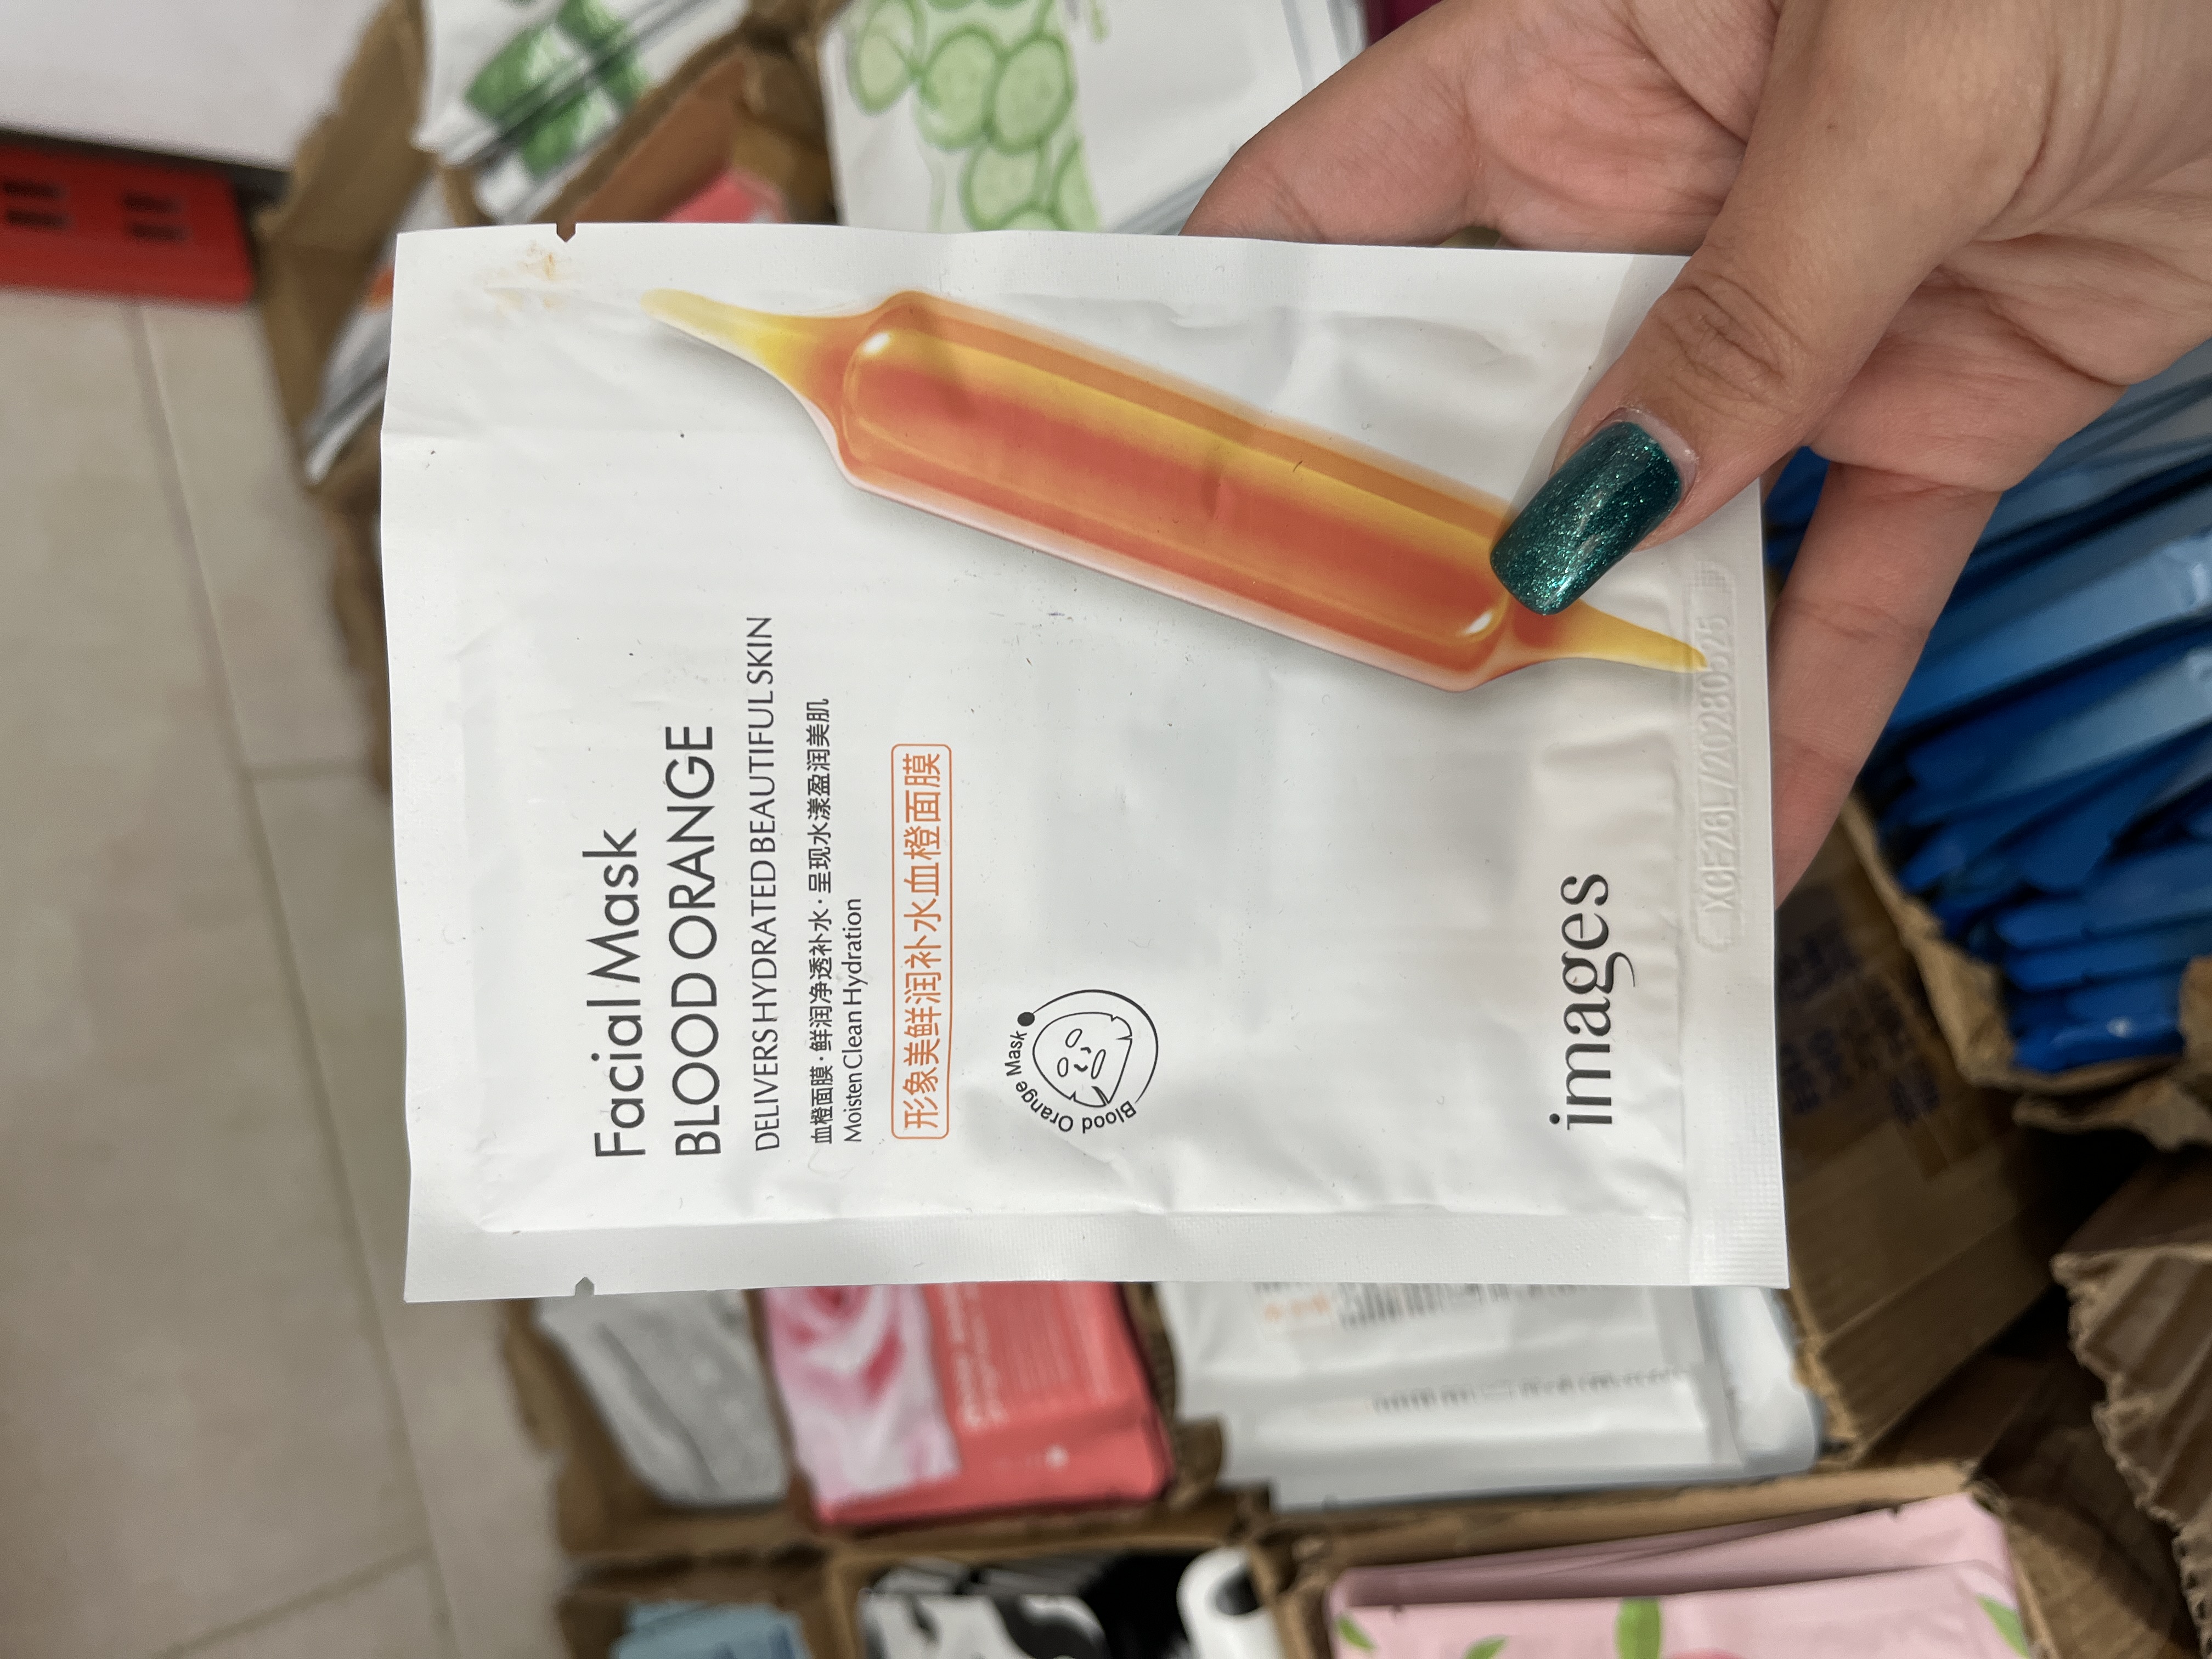 Facial Mask
BLOOD ORANGE
DELIVERS HYDRATED BEAUTIFUL SKIN
血橙面膜·鲜润净透补水·呈现水漾盈润美肌
Moisten Clean Hydration
形象美鲜润补水血橙面膜
Blood Orange Mask
images
XCF26L//20280525